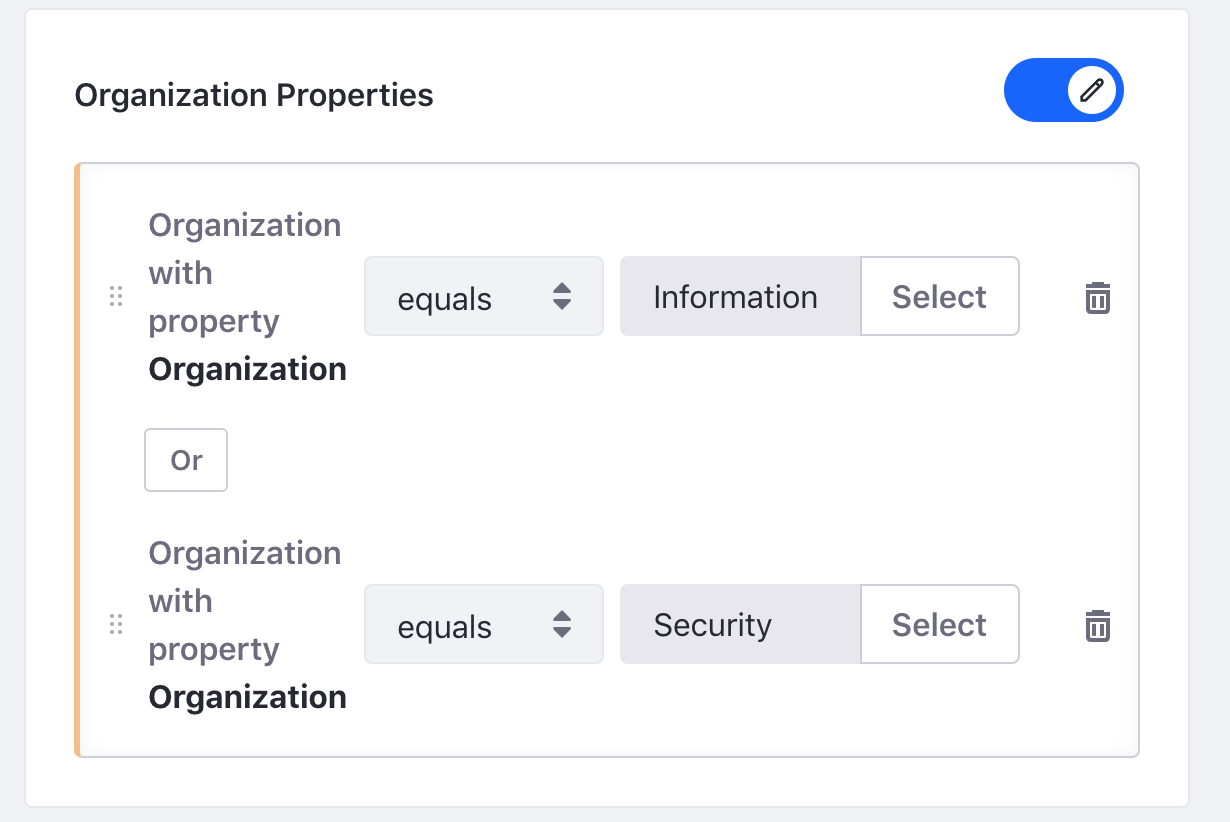 Organization Properties
Organization
with
property
Organization
equals
Information
Select
Or
Organization
with
property
Organization
equals
Security
Select